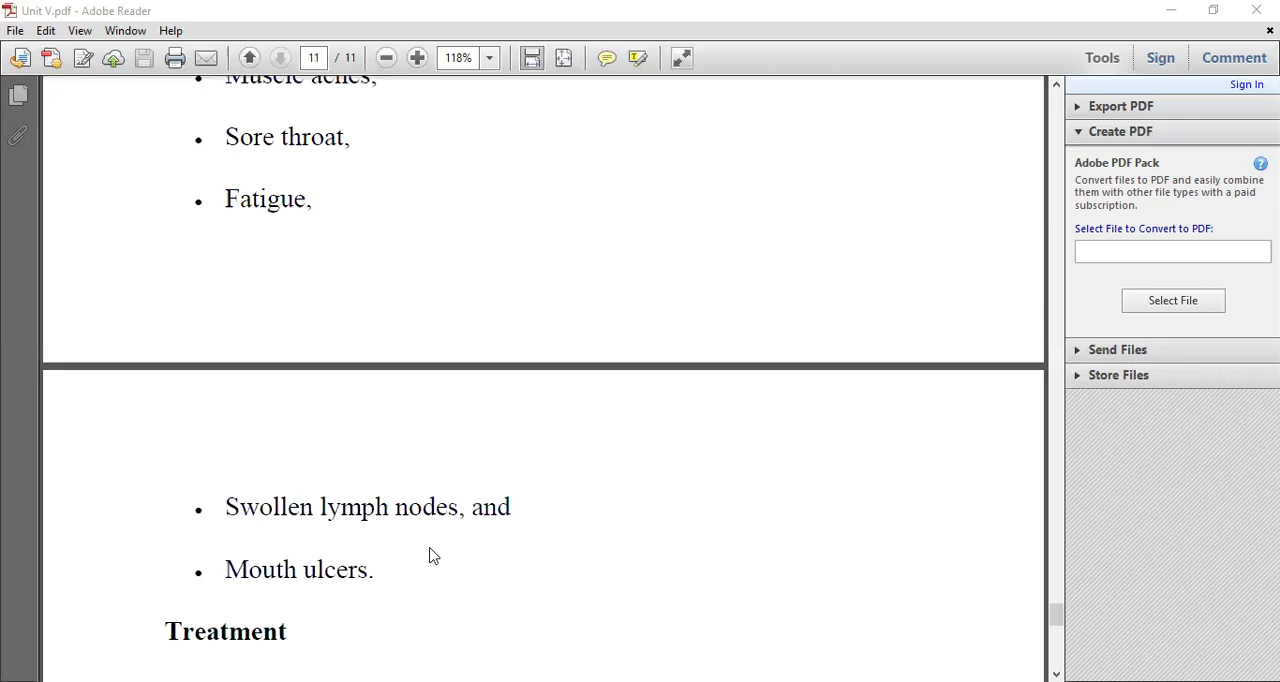 Unit V.pdf - Adobe Reader
File Edit View Window Help
11 / 11 118% Tools Sign Comment
Sign In
Export PDF
Create PDF
Adobe PDF Pack
Convert files to PDF and easily combine
them with other file types with a paid
subscription.
Select File to Convert to PDF:
Select File
Send Files
Store Files
• Muscle aches,
• Sore throat,
• Fatigue,
• Swollen lymph nodes, and
• Mouth ulcers.
Treatment